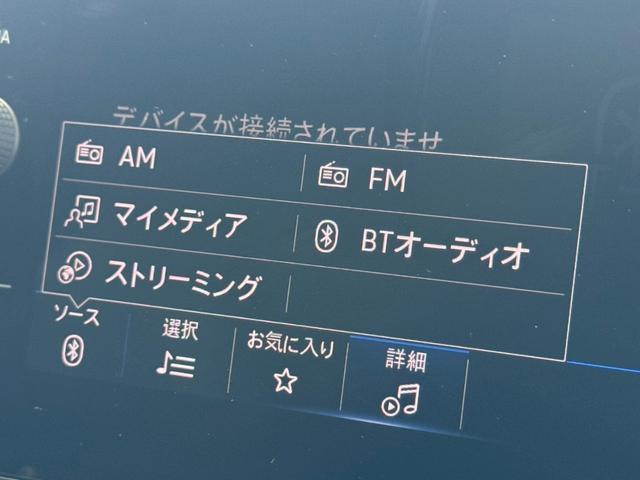 デバイスが接続されていませ
AM
FM
マイメディア
BTオーディオ
ストリーミング
ソース
選択
お気に入り
詳細